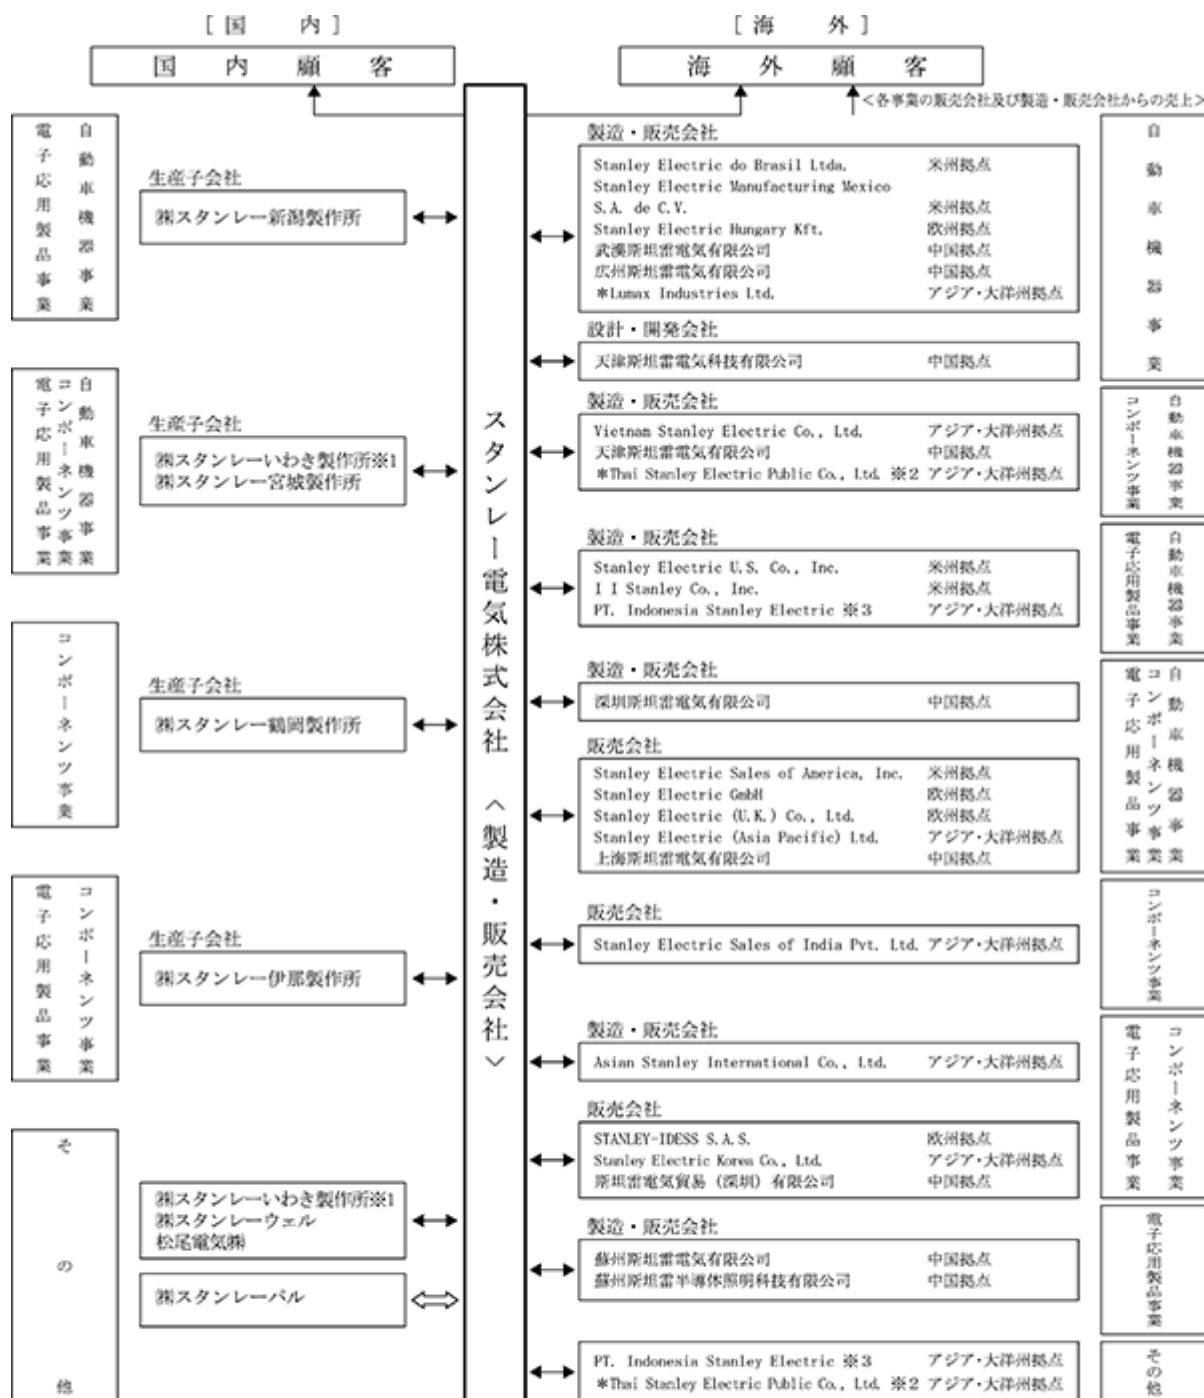 [国 内]
国 内 顧 客
自動車機器事業
電子応用製品事業
生産子会社
㈱スタンレー新潟製作所
自動車機器事業
コンポーネンツ事業
電子応用製品事業
生産子会社
㈱スタンレーいわき製作所※1
㈱スタンレー宮城製作所
コンポーネンツ事業
生産子会社
㈱スタンレー鶴岡製作所
コンポーネンツ事業
電子応用製品事業
生産子会社
㈱スタンレー伊那製作所
その他
㈱スタンレーいわき製作所※1
㈱スタンレーウェル
松尾電気㈱
㈱スタンレーパル
スタンレー電気株式会社 <製造・販売会社>
[海 外]
海 外 顧 客
<各事業の販売会社及び製造・販売会社からの売上>
製造・販売会社
Stanley Electric do Brasil Ltda. 米州拠点
Stanley Electric Manufacturing Mexico
S.A. de C.V. 米州拠点
Stanley Electric Hungary Kft. 欧州拠点
武漢斯坦雷電気有限公司 中国拠点
広州斯坦雷電気有限公司 中国拠点
*Lumax Industries Ltd. アジア・大洋州拠点
設計・開発会社
天津斯坦雷電気科技有限公司 中国拠点
自動車機器事業
製造・販売会社
Vietnam Stanley Electric Co., Ltd. アジア・大洋州拠点
天津斯坦雷電気有限公司 中国拠点
*Thai Stanley Electric Public Co., Ltd. ※2 アジア・大洋州拠点
自動車機器事業
コンポーネンツ事業
製造・販売会社
Stanley Electric U.S. Co., Inc. 米州拠点
I I Stanley Co., Inc. 米州拠点
PT. Indonesia Stanley Electric ※3 アジア・大洋州拠点
自動車機器事業
電子応用製品事業
製造・販売会社
深圳斯坦雷電気有限公司 中国拠点
販売会社
Stanley Electric Sales of America, Inc. 米州拠点
Stanley Electric GmbH 欧州拠点
Stanley Electric (U.K.) Co., Ltd. 欧州拠点
Stanley Electric (Asia Pacific) Ltd. アジア・大洋州拠点
上海斯坦雷電気有限公司 中国拠点
自動車機器事業
コンポーネンツ事業
電子応用製品事業
販売会社
Stanley Electric Sales of India Pvt. Ltd. アジア・大洋州拠点
コンポーネンツ事業
製造・販売会社
Asian Stanley International Co., Ltd. アジア・大洋州拠点
販売会社
STANLEY-IDESS S.A.S. 欧州拠点
Stanley Electric Korea Co., Ltd. アジア・大洋州拠点
斯坦雷電気貿易（深圳）有限公司 中国拠点
コンポーネンツ事業
電子応用製品事業
製造・販売会社
蘇州斯坦雷電気有限公司 中国拠点
蘇州斯坦雷半導体照明科技有限公司 中国拠点
電子応用製品事業
PT. Indonesia Stanley Electric ※3 アジア・大洋州拠点
*Thai Stanley Electric Public Co., Ltd. ※2 アジア・大洋州拠点
その他